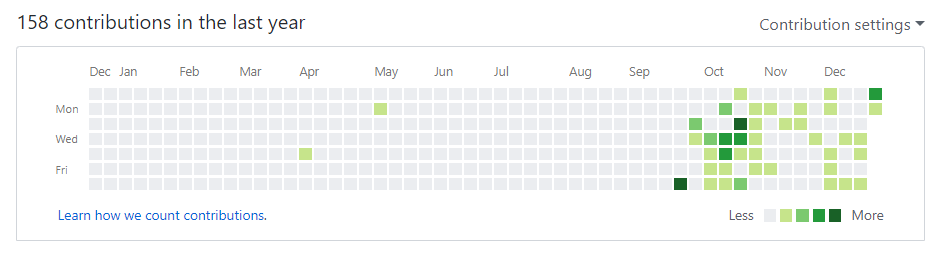 158 contributions in the last year
Contribution settings
Dec Jan Feb Mar Apr May Jun Jul Aug Sep Oct Nov Dec
Mon
Wed
Fri
Learn how we count contributions.
Less More